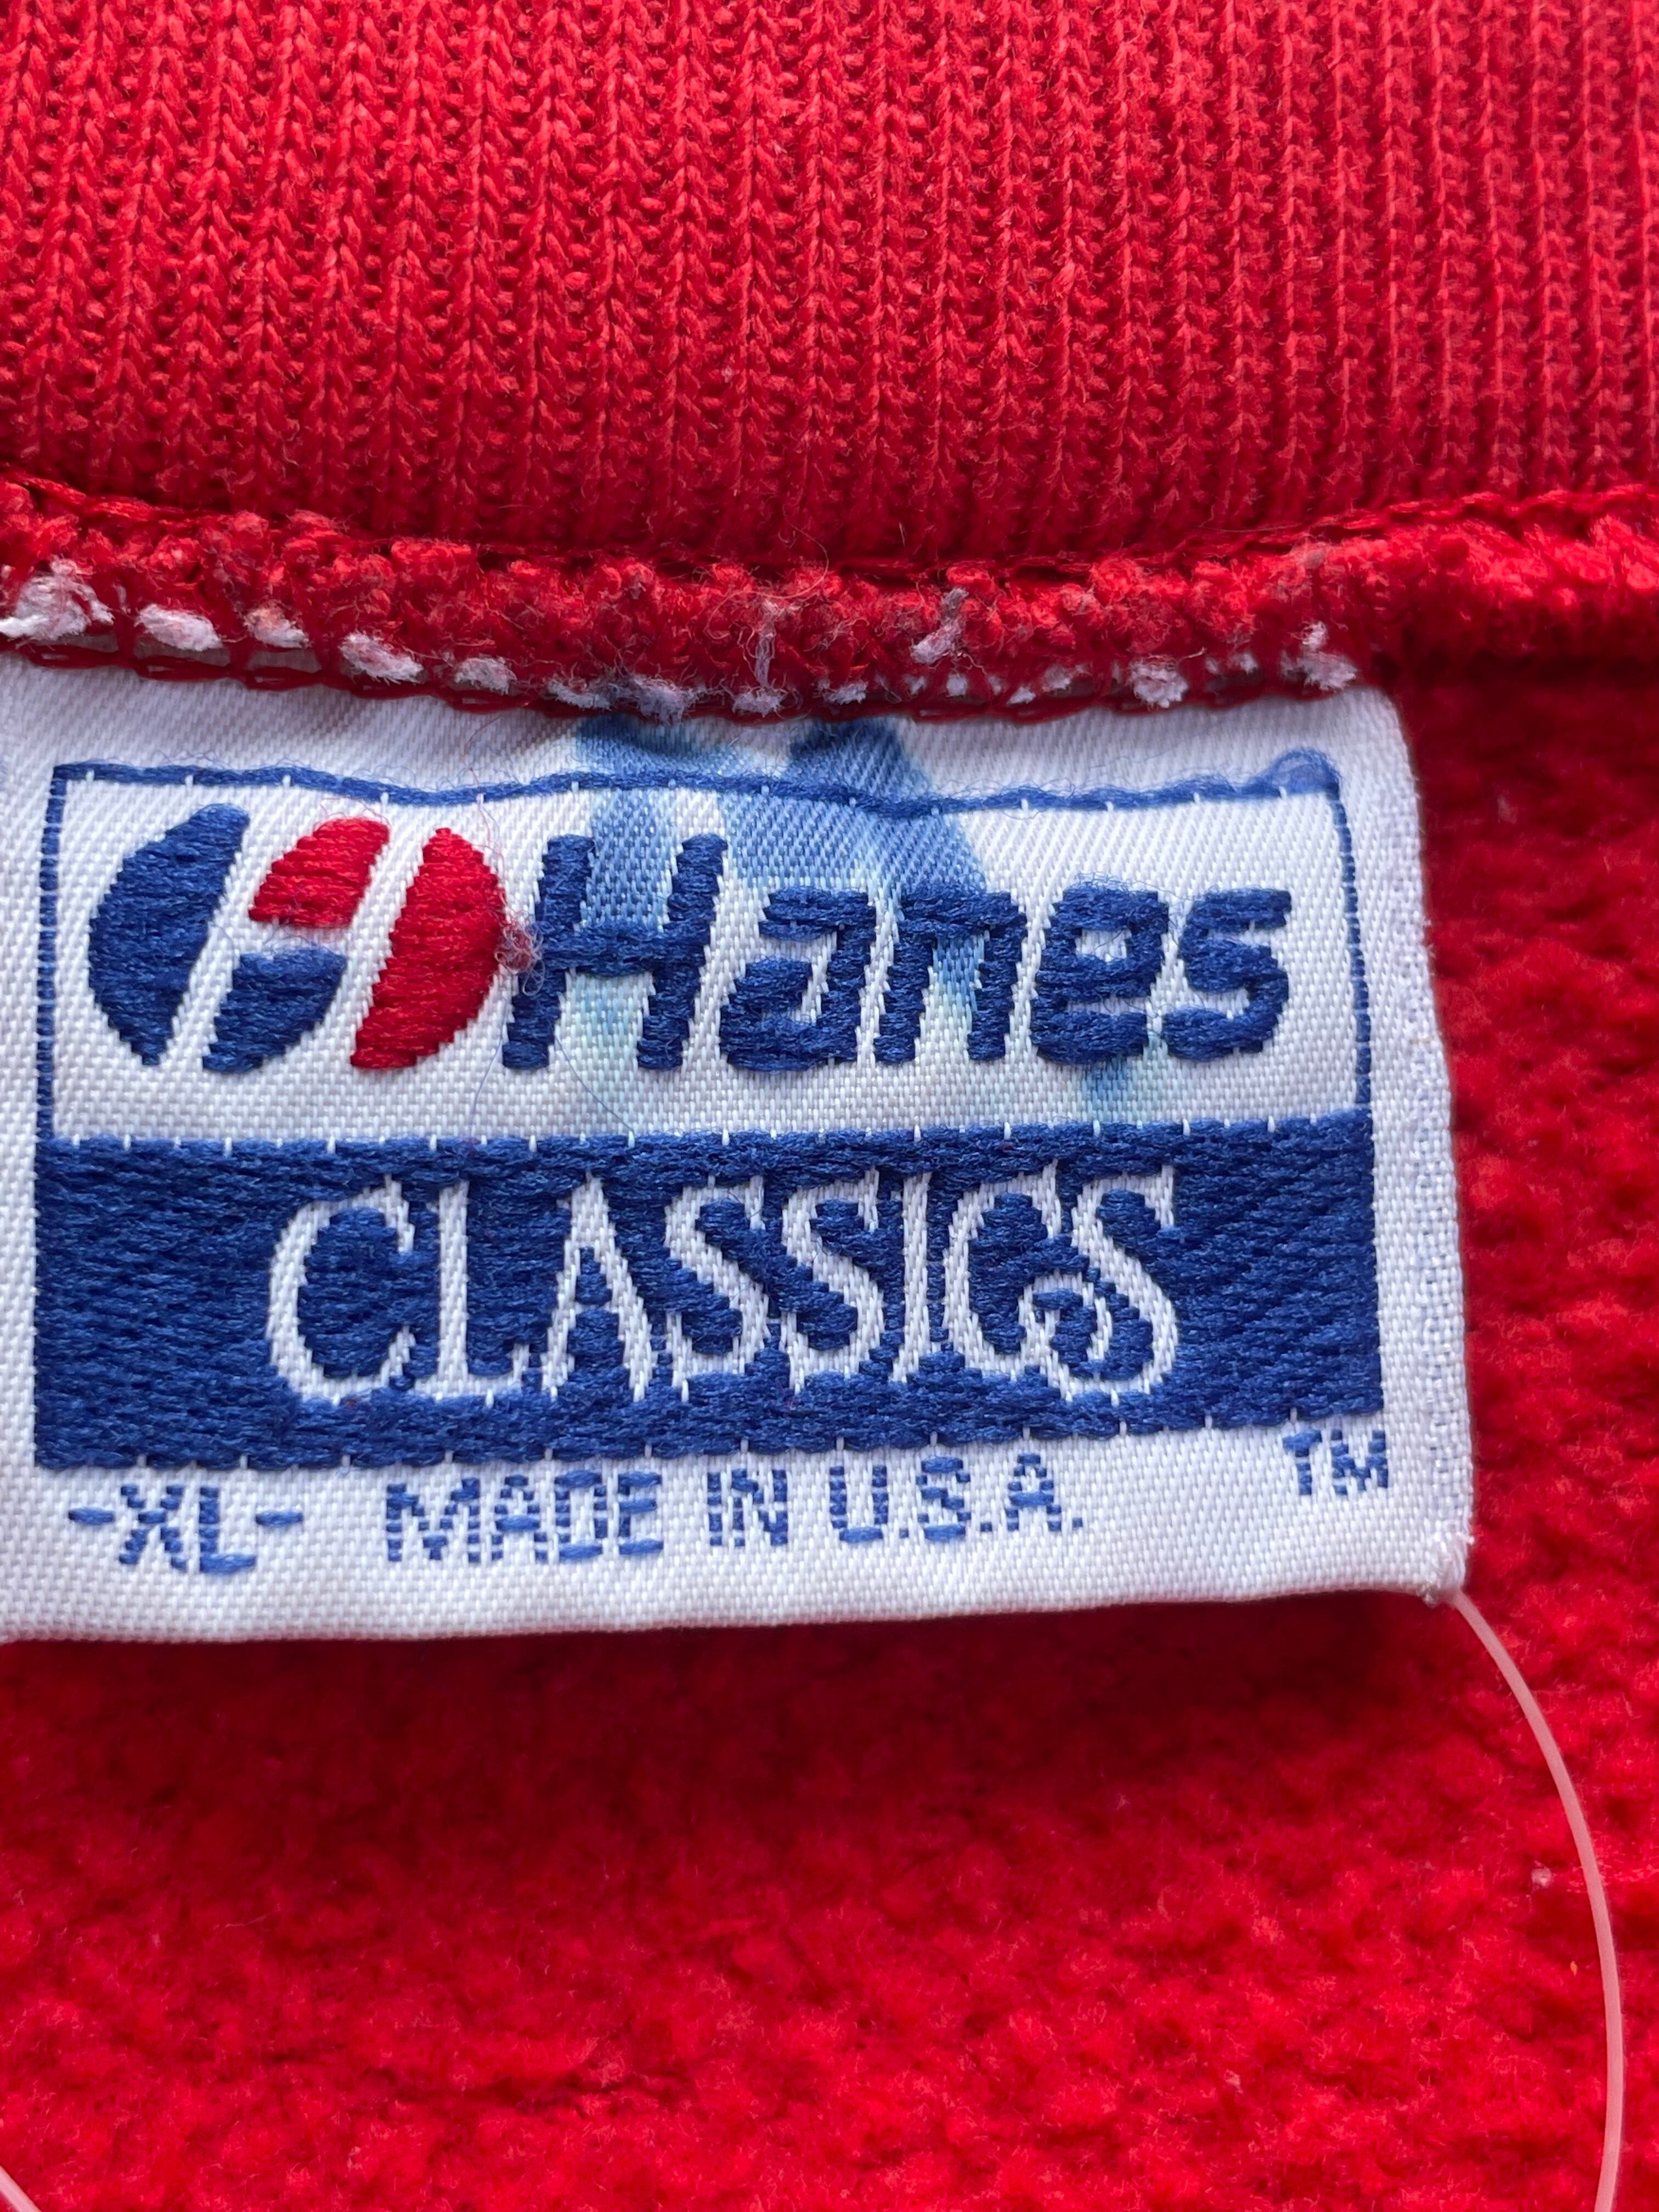 Hanes
CLASSICS
TM
-XL- MADE IN U.S.A.